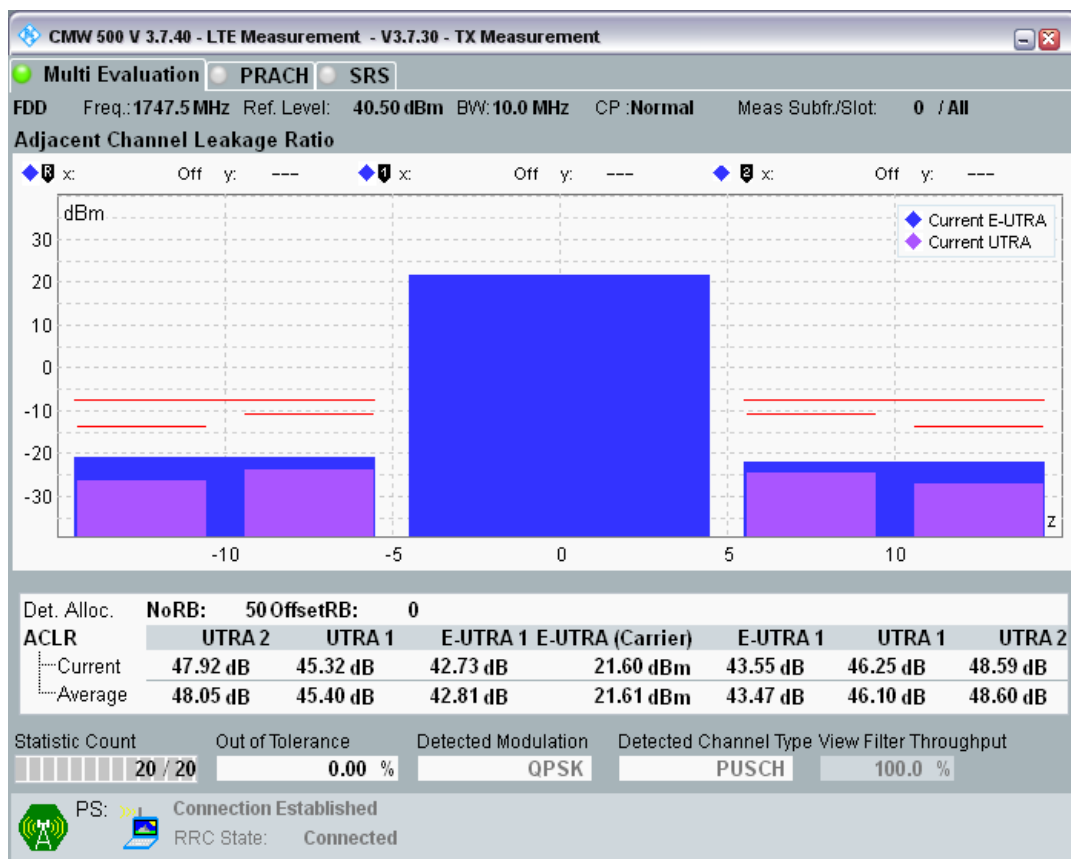 CMW 500 V 3.7.40 - LTE Measurement - V3.7.30 - TX Measurement
Multi Evaluation PRACH SRS
FDD Freq.: 1747.5 MHz Ref. Level: 40.50 dBm BW: 10.0 MHz CP :Normal Meas Subfr./Slot: 0 / All
Adjacent Channel Leakage Ratio
R x: Off y: --- 1 x: Off y: --- 2 x: Off y: ---
dBm
Current E-UTRA
Current UTRA
30
20
10
0
-10
-20
-30
z
-10 -5 0 5 10
Det. Alloc. NoRB: 50 OffsetRB: 0
ACLR UTRA 2 UTRA 1 E-UTRA 1 E-UTRA (Carrier) E-UTRA 1 UTRA 1 UTRA 2
Current 47.92 dB 45.32 dB 42.73 dB 21.60 dBm 43.55 dB 46.25 dB 48.59 dB
Average 48.05 dB 45.40 dB 42.81 dB 21.61 dBm 43.47 dB 46.10 dB 48.60 dB
Statistic Count Out of Tolerance Detected Modulation Detected Channel Type View Filter Throughput
20 / 20 0.00 % QPSK PUSCH 100.0 %
PS: Connection Established
RRC State: Connected